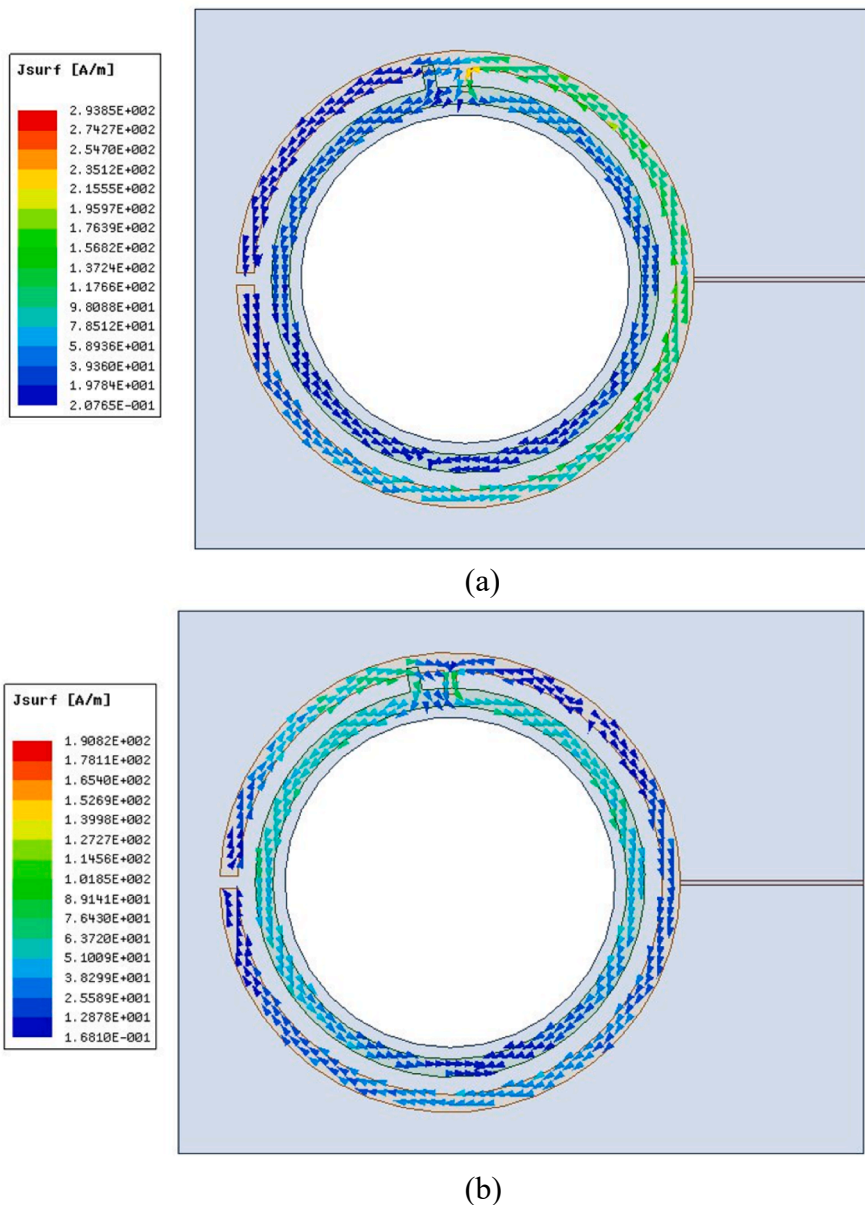 Jsurf [A/m]
2.9385E+002
2.7427E+002
2.5470E+002
2.3512E+002
2.1555E+002
1.9597E+002
1.7639E+002
1.5682E+002
1.3724E+002
1.1766E+002
9.8088E+001
7.8512E+001
5.8936E+001
3.9360E+001
1.9784E+001
2.0765E-001
(a)
Jsurf [A/m]
1.9082E+002
1.7811E+002
1.6540E+002
1.5269E+002
1.3998E+002
1.2727E+002
1.1456E+002
1.0185E+002
8.9141E+001
7.6430E+001
6.3720E+001
5.1009E+001
3.8299E+001
2.5589E+001
1.2878E+001
1.6810E-001
(b)